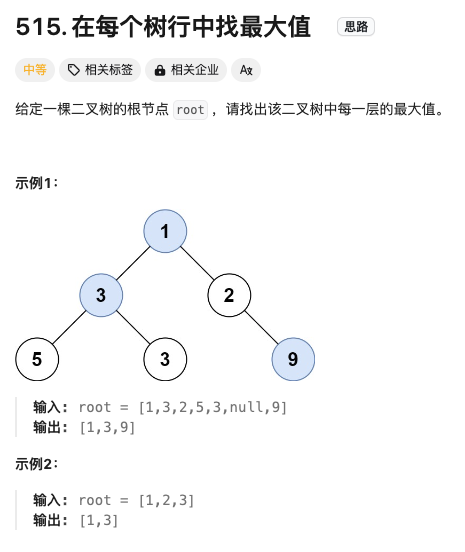 515. 在每个树行中找最大值 思路
中等 相关标签 相关企业 A文
给定一棵二叉树的根节点 root ，请找出该二叉树中每一层的最大值。
示例1：
1
3 2
5 3 9
输入: root = [1,3,2,5,3,null,9]
输出: [1,3,9]
示例2：
输入: root = [1,2,3]
输出: [1,3]